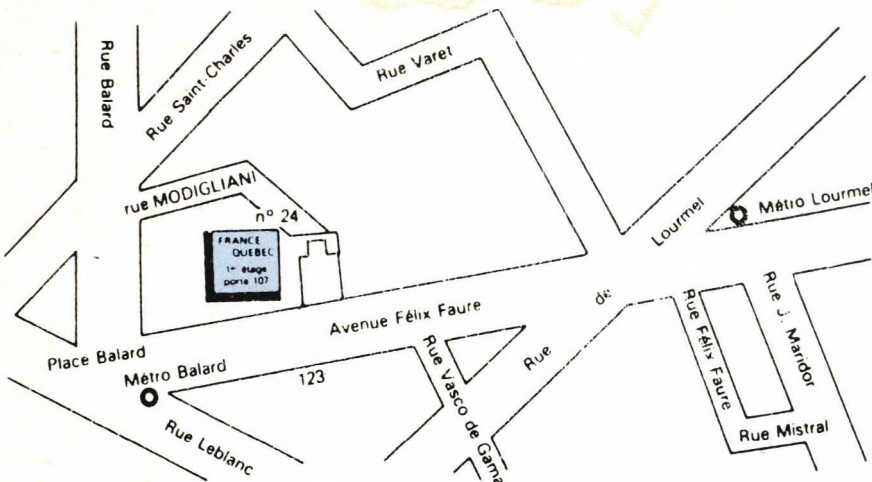 Rue Balard
Rue Saint-Charles
Rue Varet
rue MODIGLIANI
n° 24
FRANCE
QUEBEC
1er étage
porte 107
Lourmel
Métro Lourmel
de
Rue
Avenue Félix Faure
Place Balard
Métro Balard
123
Rue Leblanc
Rue Vasco de Gama
Rue Félix Faure
Rue J. Maridor
Rue Mistral